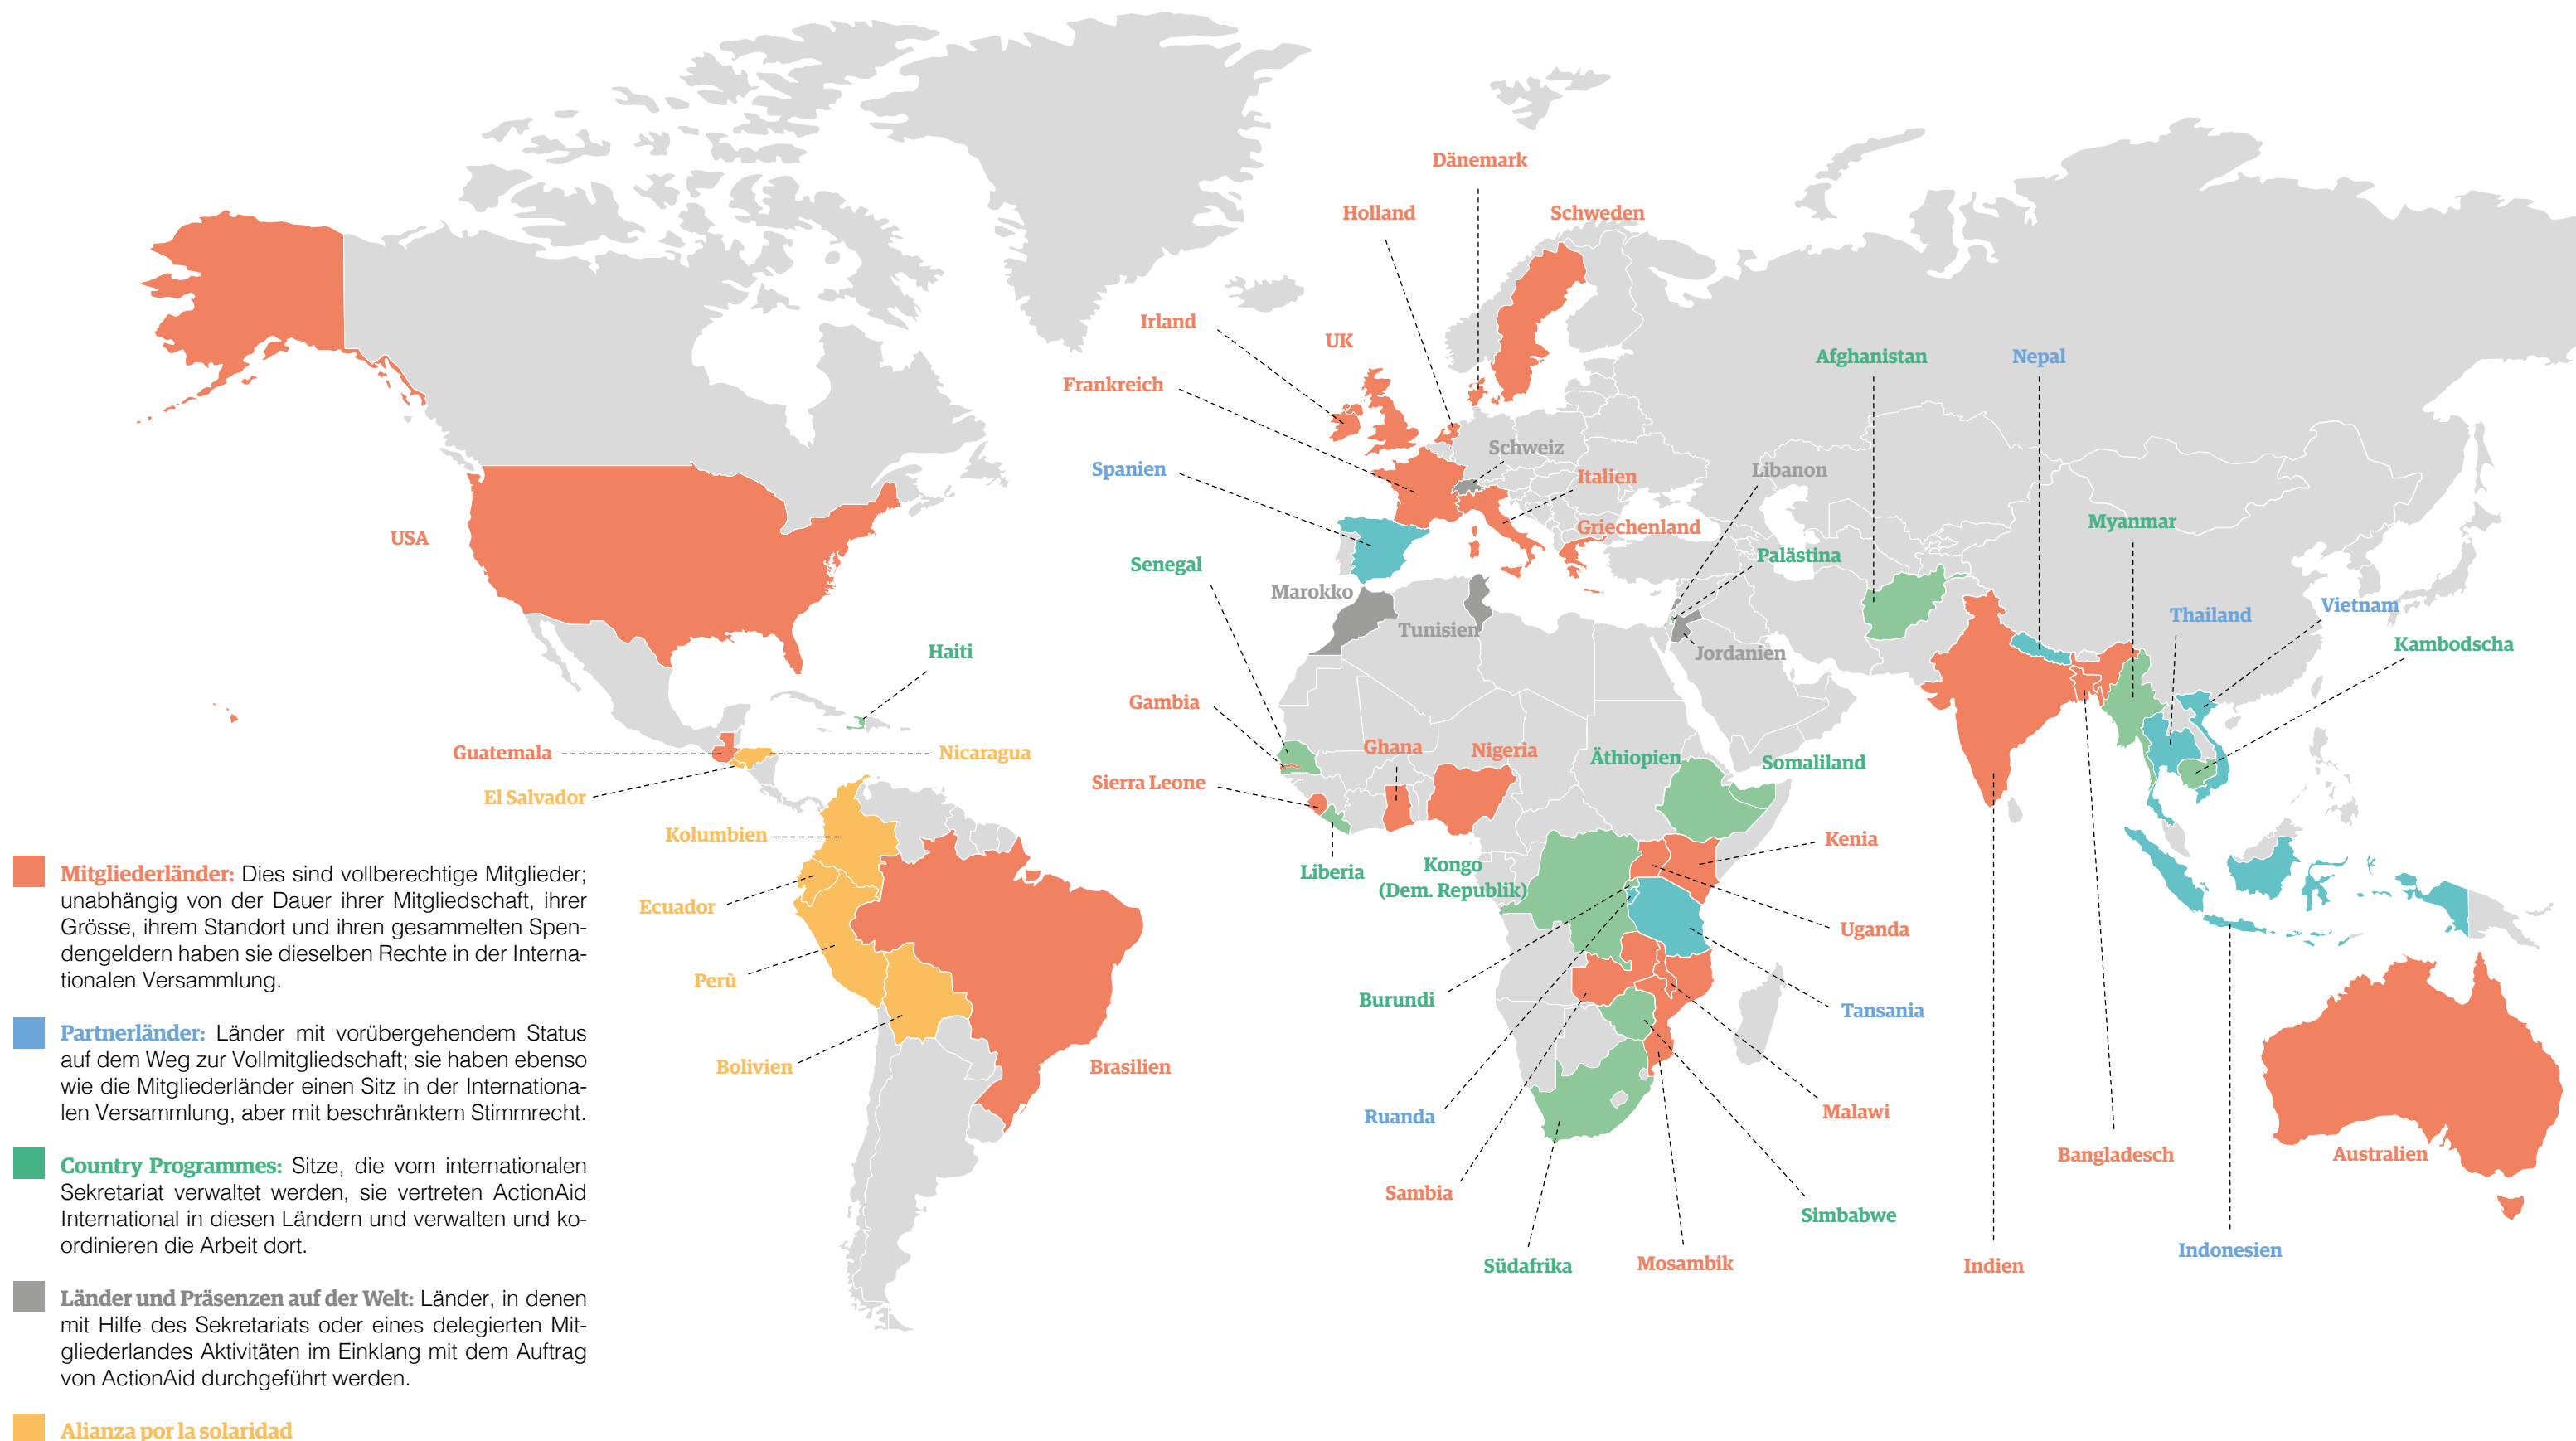 Dänemark
Holland
Schweden
Irland
UK
Frankreich
Afghanistan
Nepal
Schweiz
Spanien
Italien
Libanon
Griechenland
Myanmar
USA
Palästina
Senegal
Marokko
Vietnam
Thailand
Tunisien
Kambodscha
Haiti
Jordanien
Gambia
Guatemala
Nicaragua
Ghana
Nigeria
Äthiopien
Somaliland
Sierra Leone
El Salvador
Kolumbien
Kenia
Liberia
Kongo
(Dem. Republik)
Ecuador
Uganda
Perù
Burundi
Tansania
Bolivien
Brasilien
Ruanda
Malawi
Bangladesch
Australien
Sambia
Simbabwe
Indonesien
Südafrika
Mosambik
Indien
Mitgliederländer: Dies sind vollberechtige Mitglieder;
unabhängig von der Dauer ihrer Mitgliedschaft, ihrer
Grösse, ihrem Standort und ihren gesammelten Spen-
dengeldern haben sie dieselben Rechte in der Interna-
tionalen Versammlung.
Partnerländer: Länder mit vorübergehendem Status
auf dem Weg zur Vollmitgliedschaft; sie haben ebenso
wie die Mitgliederländer einen Sitz in der Internationa-
len Versammlung, aber mit beschränktem Stimmrecht.
Country Programmes: Sitze, die vom internationalen
Sekretariat verwaltet werden, sie vertreten ActionAid
International in diesen Ländern und verwalten und ko-
ordinieren die Arbeit dort.
Länder und Präsenzen auf der Welt: Länder, in denen
mit Hilfe des Sekretariats oder eines delegierten Mit-
gliederlandes Aktivitäten im Einklang mit dem Auftrag
von ActionAid durchgeführt werden.
Alianza por la solaridad